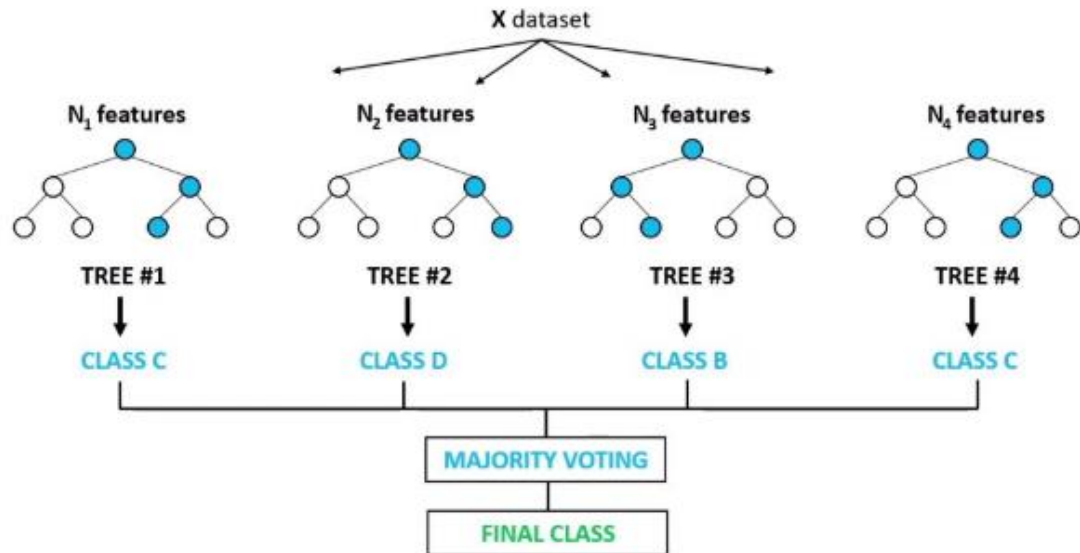 X dataset
N₁ features N₂ features N₃ features N₄ features
TREE #1 TREE #2 TREE #3 TREE #4
CLASS C CLASS D CLASS B CLASS C
MAJORITY VOTING
FINAL CLASS